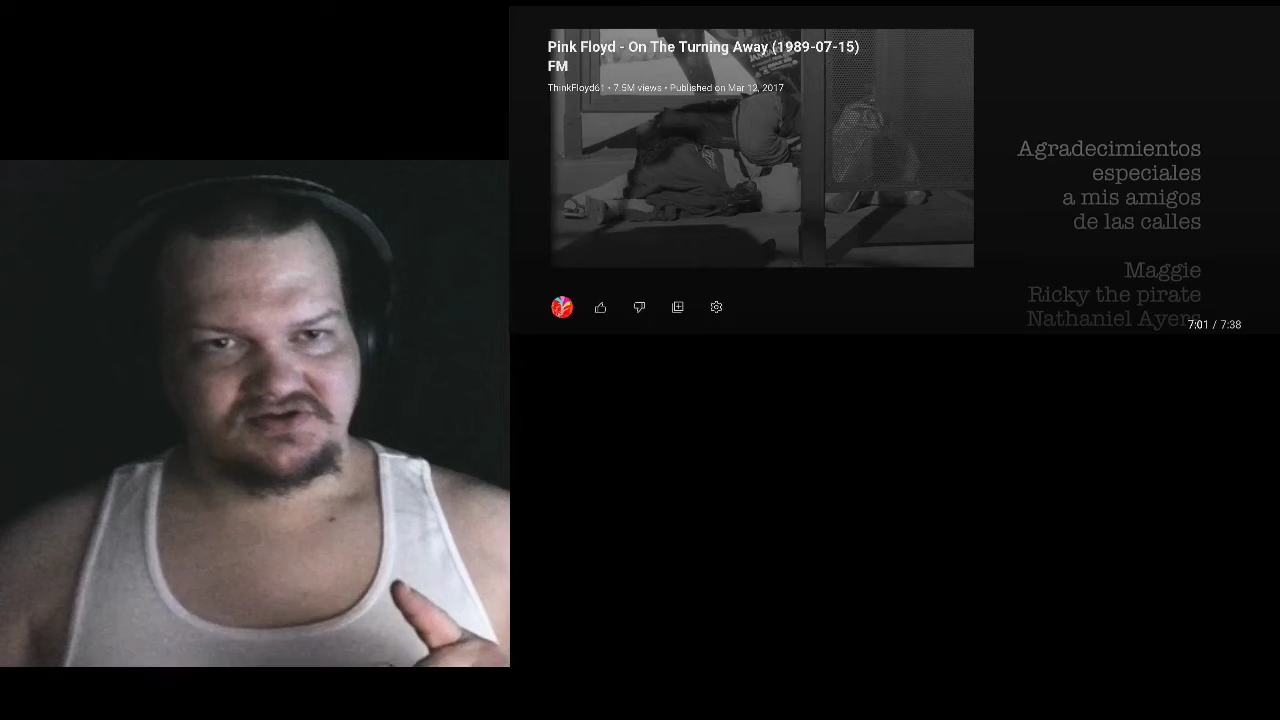 Pink Floyd - On The Turning Away (1989-07-15)
FM
ThinkFloyd61 • 7.5M views • Published on Mar 12, 2017
Agradecimientos
especiales
a mis amigos
de las calles
Maggie
Ricky the pirate
Nathaniel Ayers
7:01 / 7:38